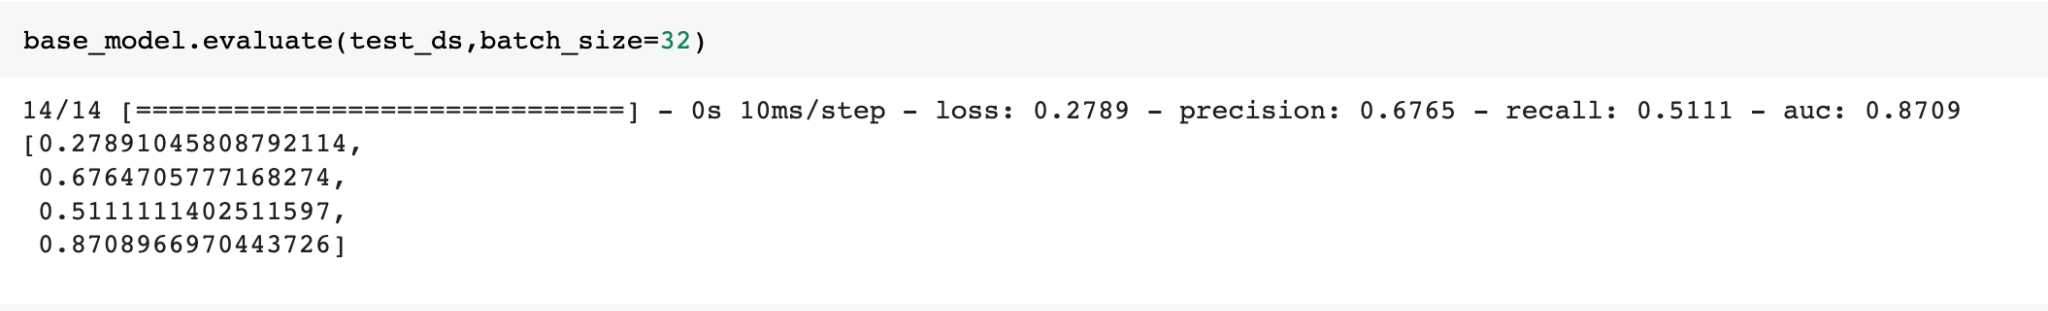 base_model.evaluate(test_ds,batch_size=32)
14/14 [==============================] - 0s 10ms/step - loss: 0.2789 - precision: 0.6765 - recall: 0.5111 - auc: 0.8709
[0.27891045808792114,
 0.6764705777168274,
 0.5111111402511597,
 0.8708966970443726]